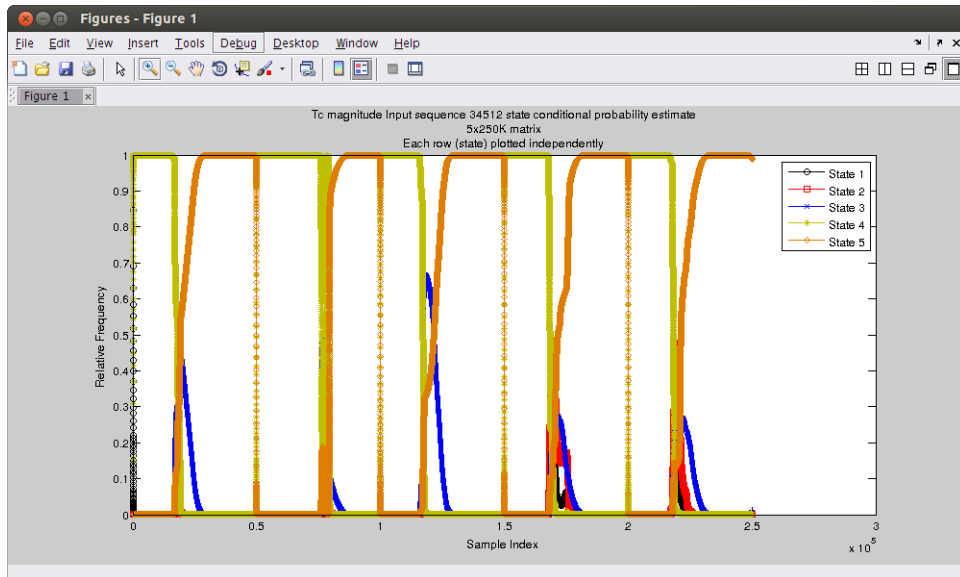 Figures - Figure 1
File Edit View Insert Tools Debug Desktop Window Help
Figure 1
Tc magnitude Input sequence 34512 state conditional probability estimate
5x250K matrix
Each row (state) plotted independently
1
0.9
0.8
0.7
0.6
0.5
0.4
0.3
0.2
0.1
0
Relative Frequency
State 1
State 2
State 3
State 4
State 5
0 0.5 1 1.5 2 2.5 3
x 10^5
Sample Index